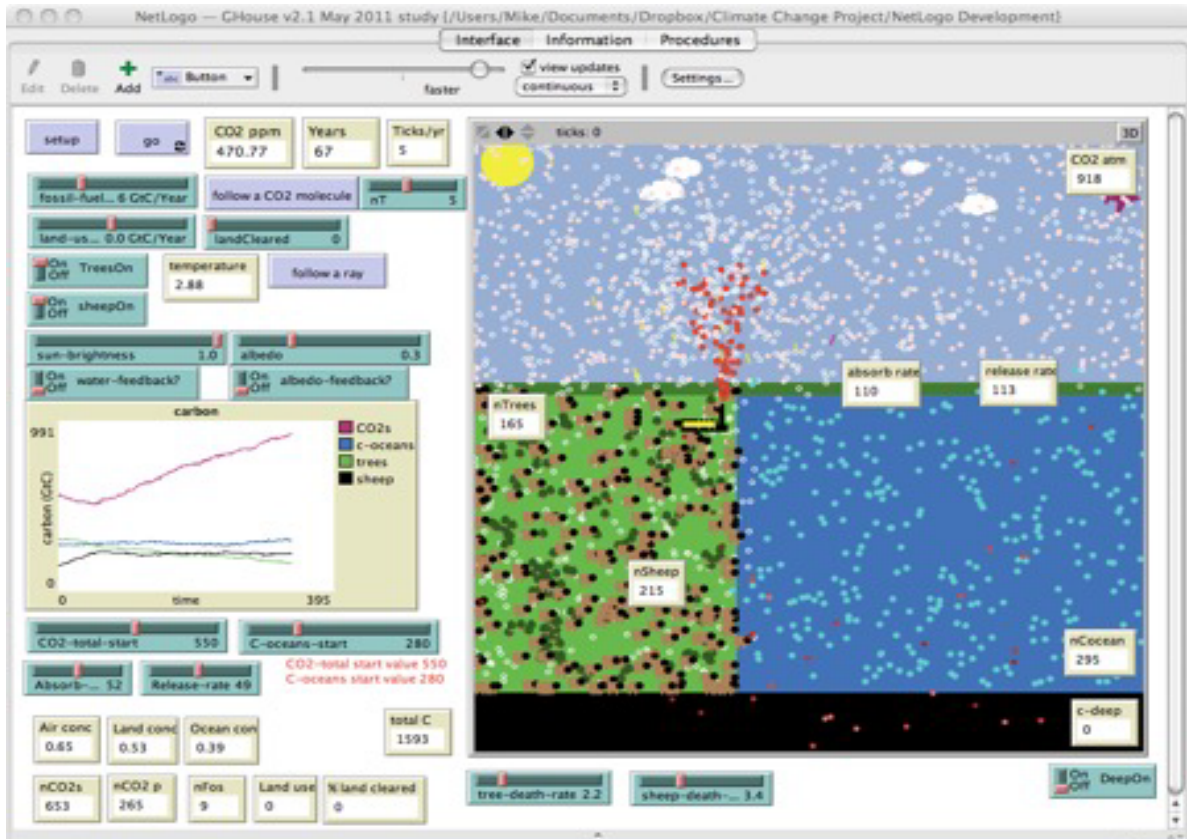 NetLogo — GHouse v2.1 May 2011 study {/Users/Mike/Documents/Dropbox/Climate Change Project/NetLogo Development}
Interface Information Procedures
Edit Delete Add abc Button faster view updates continuous Settings...
setup go CO2 ppm 470.77 Years 67 Ticks/yr 5
ticks: 0 3D
CO2 atm
918
fossil-fuel... 6 GtC/Year
follow a CO2 molecule
nT 5
land-us... 0.0 GtC/Year
landCleared 0
On Off TreesOn
temperature
2.88
follow a ray
On Off sheepOn
sun-brightness 1.0
albedo 0.3
On Off water-feedback?
On Off albedo-feedback?
absorb rate
110
release rate
113
nTrees
165
carbon
991
CO2s
c-oceans
trees
sheep
carbon (GtC)
0
0 time 395
nSheep
215
CO2-total-start 550
C-oceans-start 280
CO2-total start value 550
C-oceans start value 280
nCocean
295
Absorb-... 52
Release-rate 49
Air conc
0.65
Land conc
0.53
Ocean con
0.39
total C
1593
c-deep
0
nCO2s
653
nCO2 p
265
nFos
9
Land use
0
% land cleared
0
tree-death-rate 2.2
sheep-death-... 3.4
On Off DeepOn